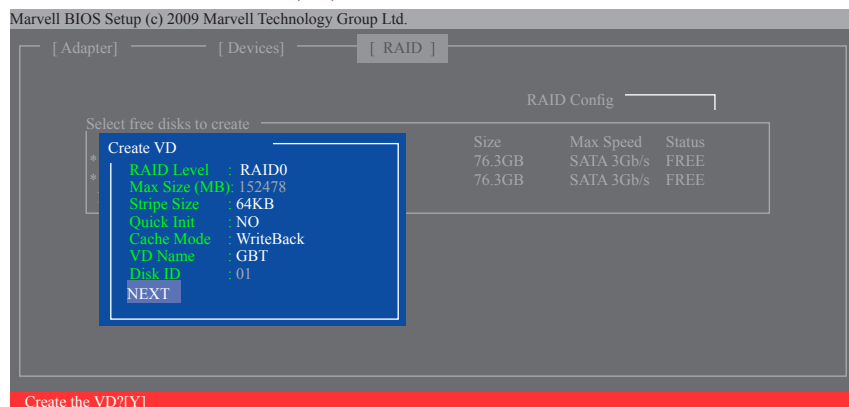 Marvell BIOS Setup (c) 2009 Marvell Technology Group Ltd.
[ Adapter] [ Devices] [ RAID ]
RAID Config
Select free disks to create
Size Max Speed Status
* 76.3GB SATA 3Gb/s FREE
* 76.3GB SATA 3Gb/s FREE
Create VD
RAID Level : RAID0
Max Size (MB): 152478
Stripe Size : 64KB
Quick Init : NO
Cache Mode : WriteBack
VD Name : GBT
Disk ID : 01
NEXT
Create the VD?[Y]